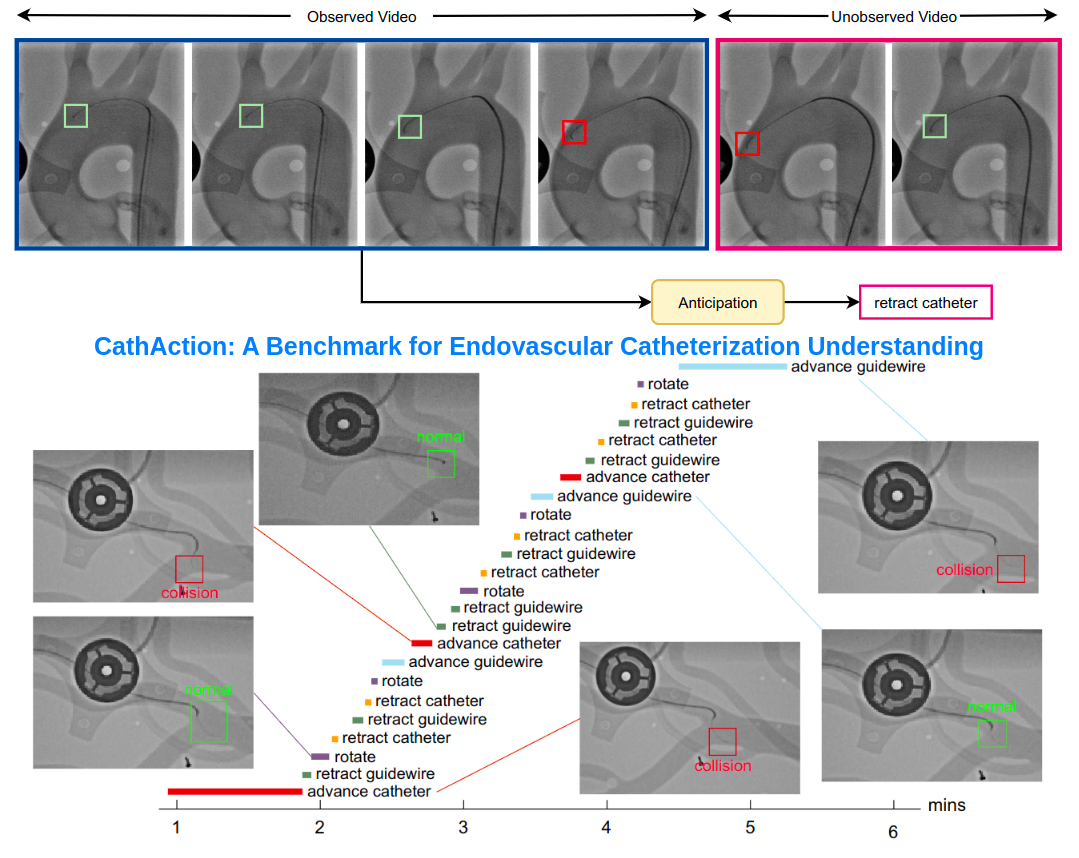 Observed Video
Unobserved Video
Anticipation
retract catheter
CathAction: A Benchmark for Endovascular Catheterization Understanding
advance guidewire
rotate
retract catheter
retract guidewire
retract catheter
retract guidewire
advance catheter
advance guidewire
rotate
retract catheter
retract guidewire
retract catheter
rotate
retract guidewire
retract guidewire
advance catheter
advance guidewire
rotate
retract catheter
retract guidewire
retract catheter
rotate
retract guidewire
advance catheter
normal
collision
normal
collision
collision
normal
mins
1 2 3 4 5 6